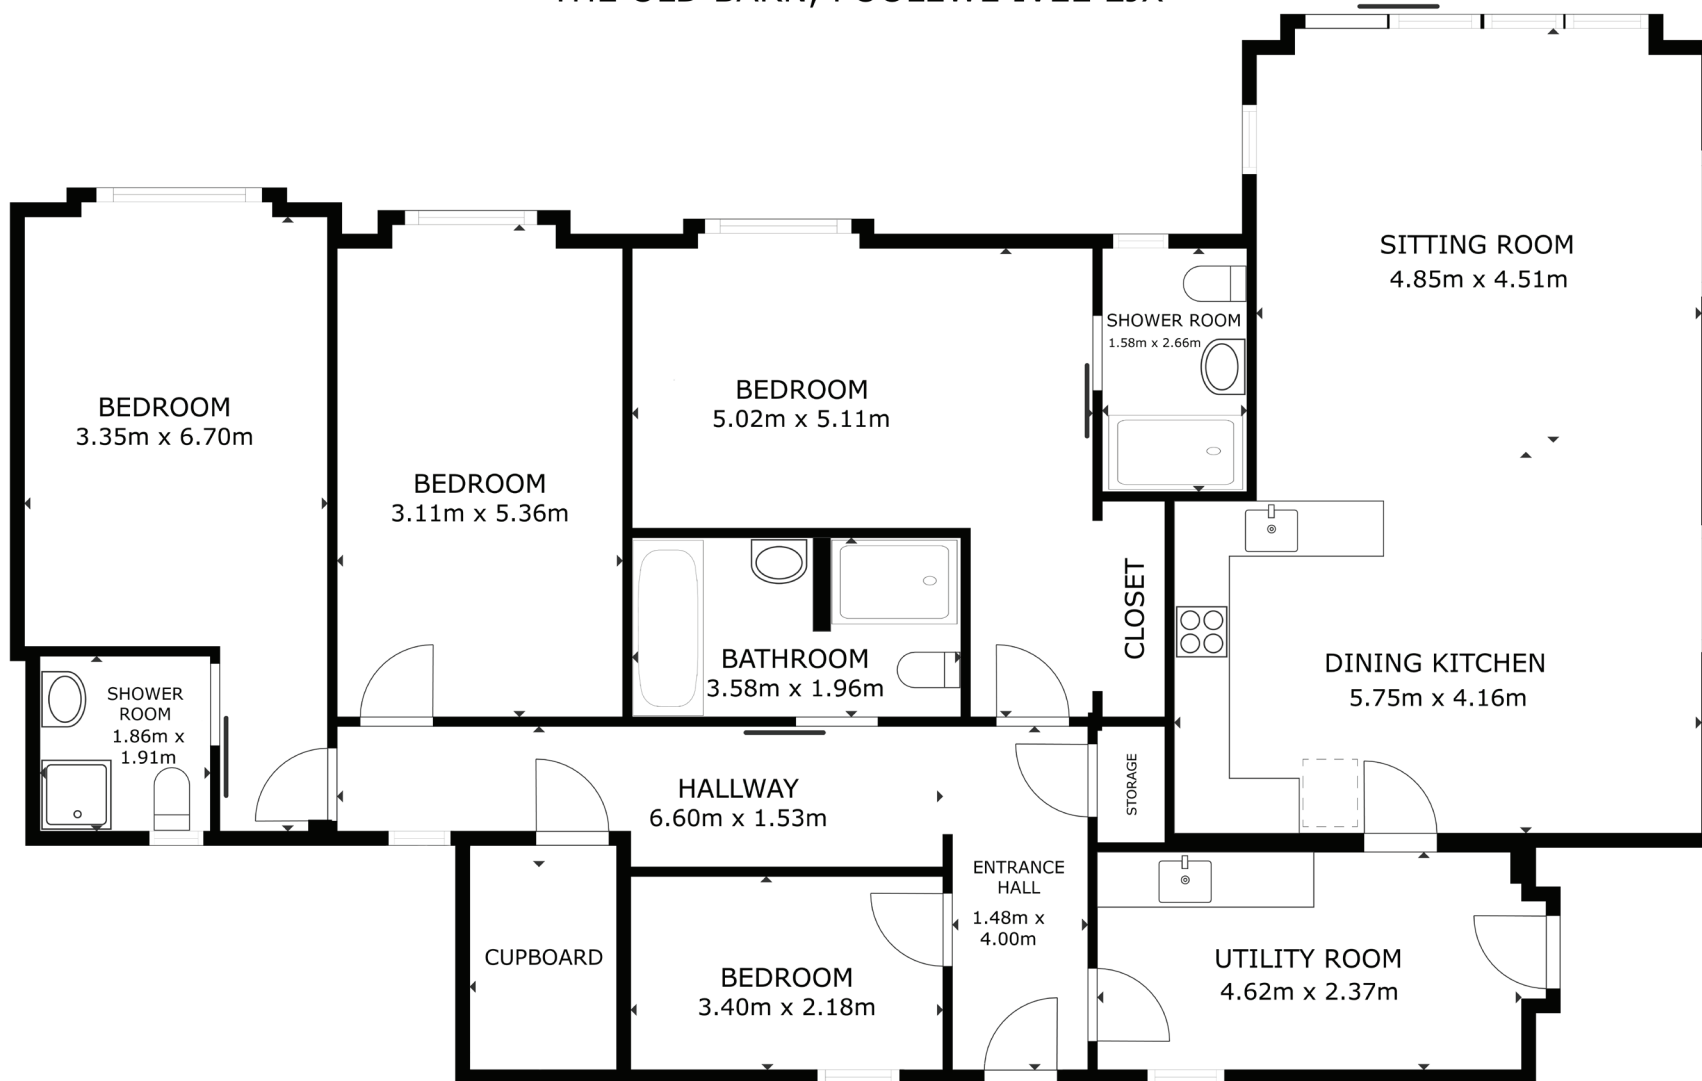 THE OLD BARN,
SITTING ROOM
4.85m x 4.51m
SHOWER ROOM
1.58m x 2.66m
BEDROOM
5.02m x 5.11m
BEDROOM
3.35m x 6.70m
BEDROOM
3.11m x 5.36m
CLOSET
BATHROOM
3.58m x 1.96m
DINING KITCHEN
5.75m x 4.16m
SHOWER
ROOM
1.86m x
1.91m
HALLWAY
6.60m x 1.53m
STORAGE
ENTRANCE
HALL
1.48m x
4.00m
CUPBOARD
BEDROOM
3.40m x 2.18m
UTILITY ROOM
4.62m x 2.37m